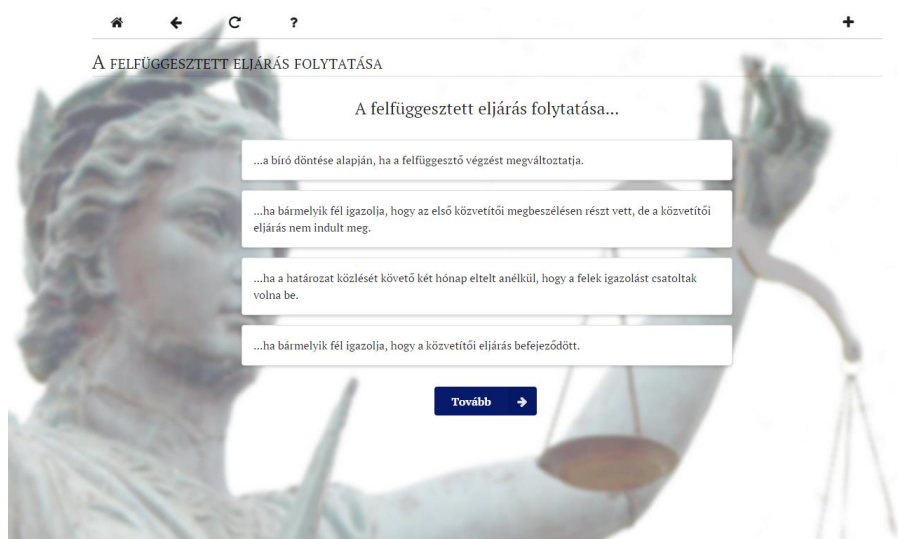 ?
A felfüggesztett eljárás folytatása
A felfüggesztett eljárás folytatása...
...a bíró döntése alapján, ha a felfüggesztő végzést megváltoztatja.
...ha bármelyik fél igazolja, hogy az első közvetítői megbeszélésen részt vett, de a közvetítői
eljárás nem indult meg.
...ha a határozat közlését követő két hónap eltelt anélkül, hogy a felek igazolást csatoltak
volna be.
...ha bármelyik fél igazolja, hogy a közvetítői eljárás befejeződött.
Tovább